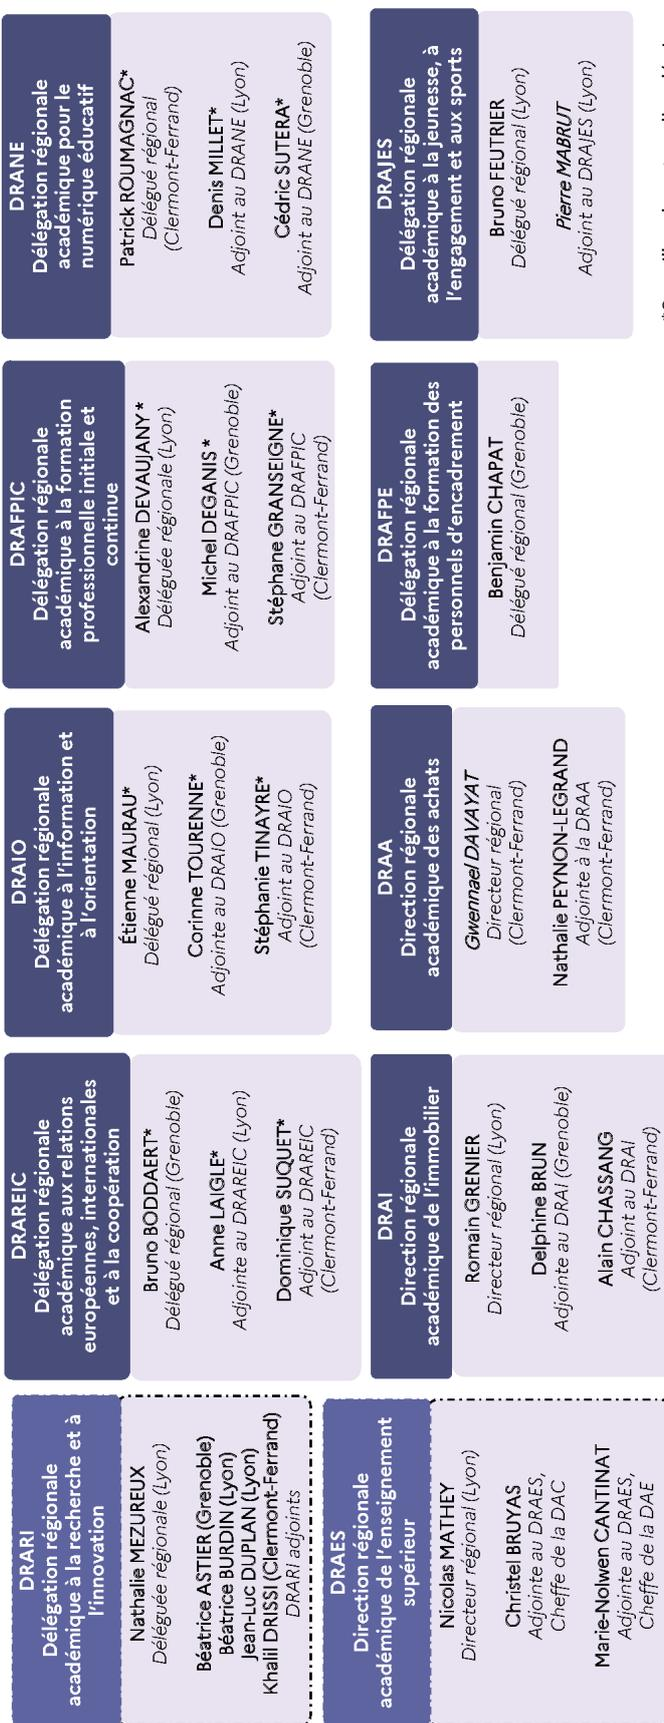 DRARI
Délégation régionale
académique à la recherche et à
l'innovation
Nathalie MEZUREUX
Déléguée régionale (Lyon)
Béatrice ASTIER (Grenoble)
Béatrice BURDIN (Lyon)
Jean-Luc DUPLAN (Lyon)
Khalil DRISSI (Clermont-Ferrand)
DRARI adjoints
DRAREIC
Délégation régionale
académique aux relations
européennes, internationales
et à la coopération
Bruno BODDAERT*
Délégué régional (Grenoble)
Anne LAIGLE*
Adjointe au DRAREIC (Lyon)
Dominique SUQUET*
Adjoint au DRAREIC
(Clermont-Ferrand)
DRAIO
Délégation régionale
académique à l'information et
à l'orientation
Étienne MAURAU*
Délégué régional (Lyon)
Corinne TOURENNE*
Adjointe au DRAIO (Grenoble)
Stéphanie TINAYRE*
Adjoint au DRAIO
(Clermont-Ferrand)
DRAFPIC
Délégation régionale
académique à la formation
professionnelle initiale et
continue
Alexandrine DEVAUJANY *
Déléguée régionale (Lyon)
Michel DEGANIS *
Adjoint au DRAFPIC (Grenoble)
Stéphane GRANSEIGNE*
Adjoint au DRAFPIC
(Clermont-Ferrand)
DRANE
Délégation régionale
académique pour le
numérique éducatif
Patrick ROUMAGNAC*
Délégué régional
(Clermont-Ferrand)
Denis MILLET*
Adjoint au DRANE (Lyon)
Cédric SUTERA*
Adjoint au DRANE (Grenoble)
DRAES
Direction régionale
académique de l'enseignement
supérieur
Nicolas MATHEY
Directeur régional (Lyon)
Christel BRUYAS
Adjointe au DRAES,
Cheffe de la DAC
Marie-Nolwen CANTINAT
Adjointe au DRAES,
Cheffe de la DAE
DRAI
Direction régionale
académique de l'immobilier
Romain GRENIER
Directeur régional (Lyon)
Delphine BRUN
Adjointe au DRAI (Grenoble)
Alain CHASSANG
Adjoint au DRAI
(Clermont-Ferrand)
DRAA
Direction régionale
académique des achats
Gwennael DAVAYAT
Directeur régional
(Clermont-Ferrand)
Nathalie PEYNON-LEGRAND
Adjointe à la DRAA
(Clermont-Ferrand)
DRAFPE
Délégation régionale
académique à la formation des
personnels d'encadrement
Benjamin CHAPAT
Délégué régional (Grenoble)
DRAJES
Délégation régionale
académique à la jeunesse, à
l'engagement et aux sports
Bruno FEUTRIER
Délégué régional (Lyon)
Pierre MABRUT
Adjoint au DRAJES (Lyon)